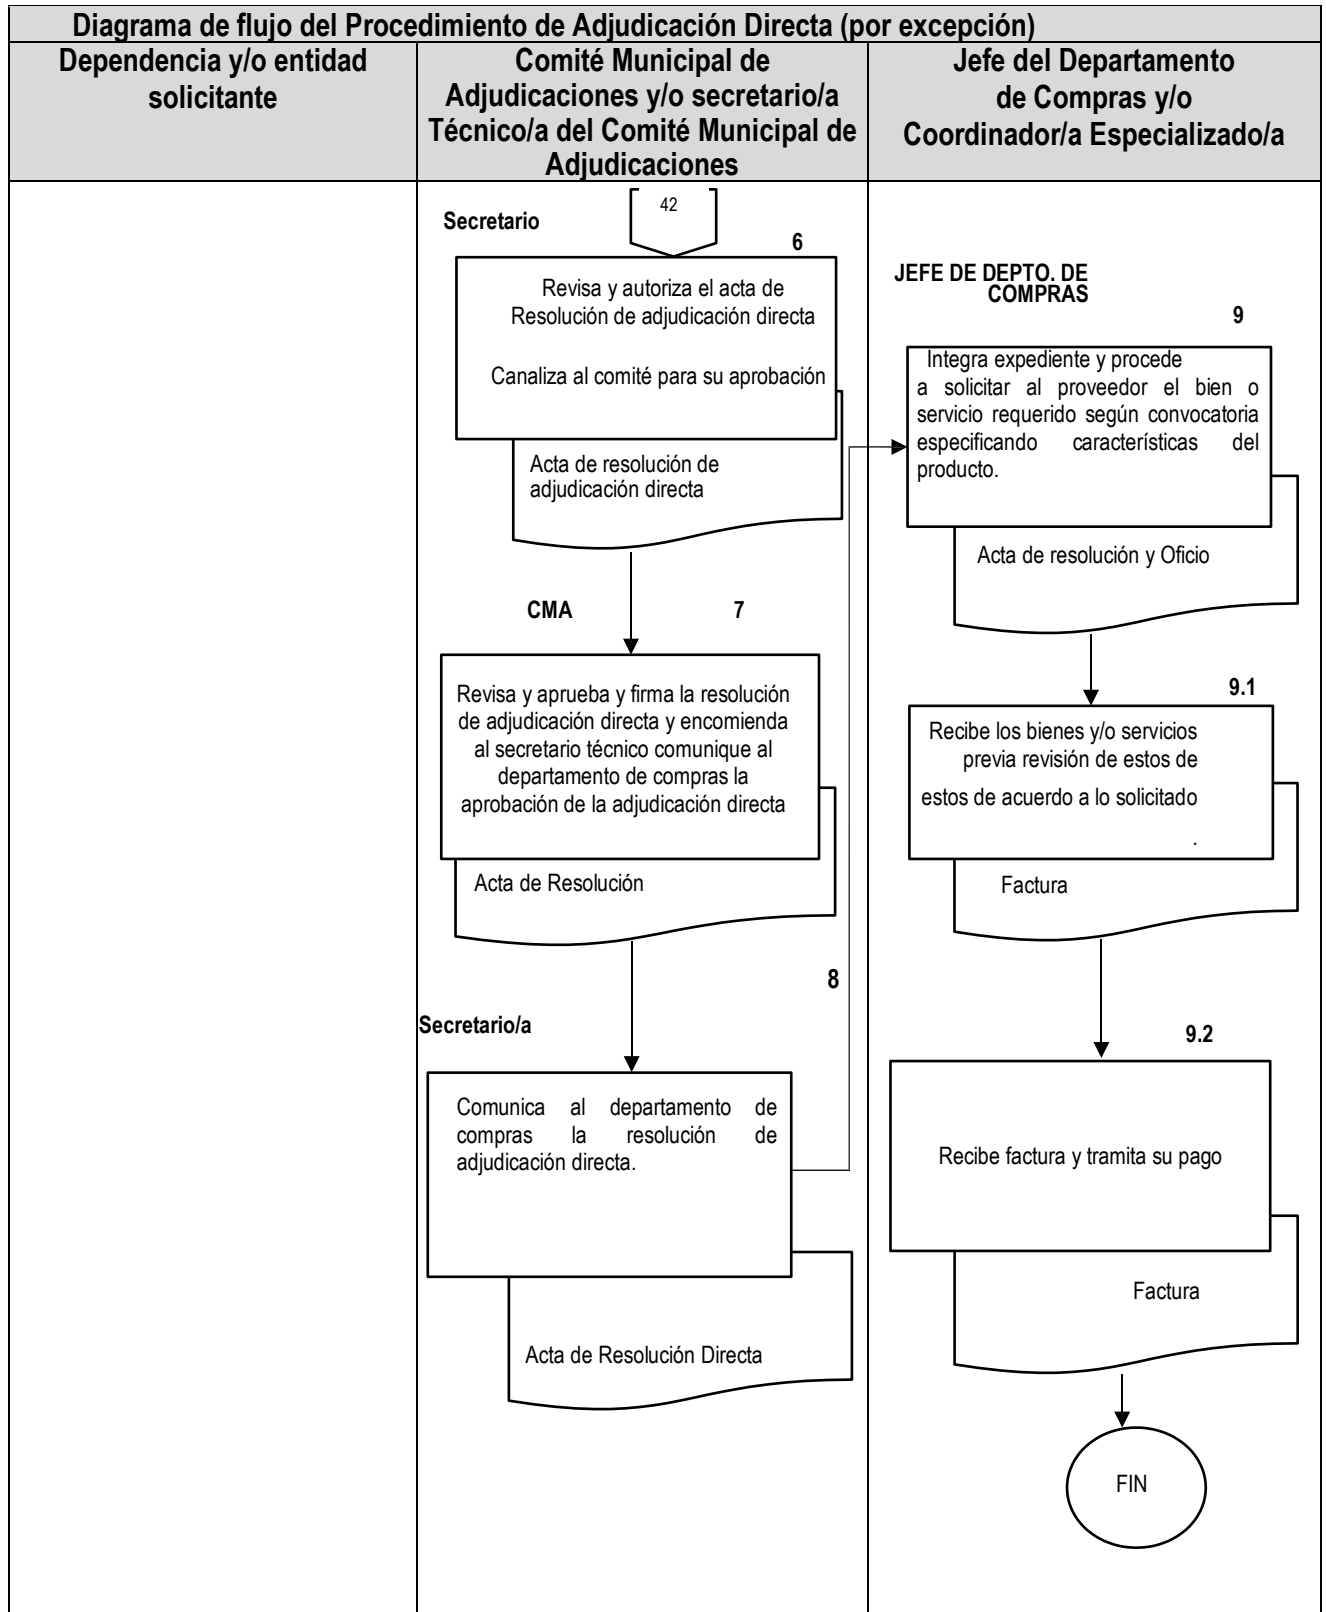 Diagrama de flujo del Procedimiento de Adjudicación Directa (por excepción)
Dependencia y/o entidad
solicitante
Comité Municipal de
Adjudicaciones y/o secretario/a
Técnico/a del Comité Municipal de
Adjudicaciones
Jefe del Departamento
de Compras y/o
Coordinador/a Especializado/a
42
Secretario
6
Revisa y autoriza el acta de
Resolución de adjudicación directa
Canaliza al comité para su aprobación
Acta de resolución de
adjudicación directa
CMA
7
Revisa y aprueba y firma la resolución
de adjudicación directa y encomienda
al secretario técnico comunique al
departamento de compras la
aprobación de la adjudicación directa
Acta de Resolución
8
Secretario/a
Comunica al departamento de
compras la resolución de
adjudicación directa.
Acta de Resolución Directa
JEFE DE DEPTO. DE
COMPRAS
9
Integra expediente y procede
a solicitar al proveedor el bien o
servicio requerido según convocatoria
especificando características del
producto.
Acta de resolución y Oficio
9.1
Recibe los bienes y/o servicios
previa revisión de estos de
estos de acuerdo a lo solicitado
.
Factura
9.2
Recibe factura y tramita su pago
Factura
FIN